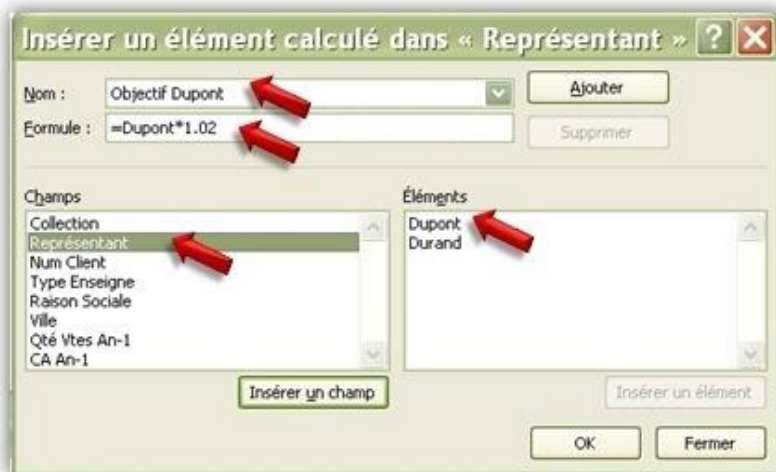 Insérer un élément calculé dans « Représentant »
Nom : Objectif Dupont
Ajouter
Formule : =Dupont*1.02
Supprimer
Champs
Collection
Représentant
Num Client
Type Enseigne
Raison Sociale
Ville
Qté Vtes An-1
CA An-1
Éléments
Dupont
Durand
Insérer un champ
Insérer un élément
OK
Fermer